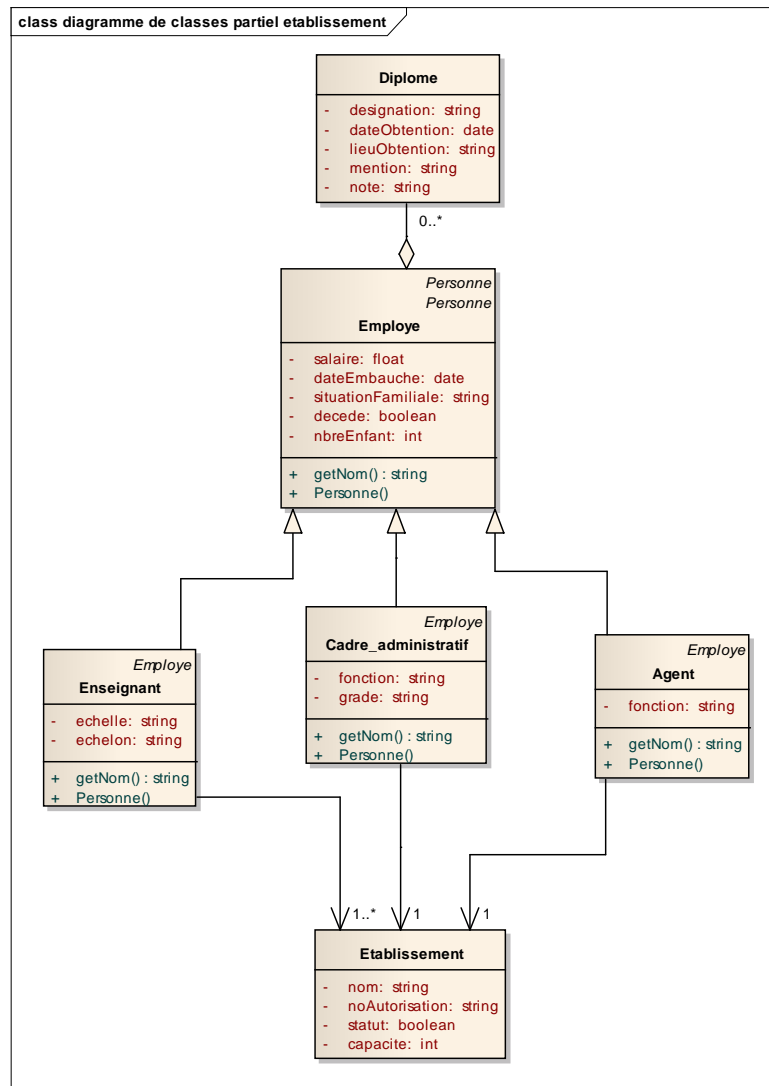 class diagramme de classes partiel etablissement
Diplome
- designation: string
- dateObtention: date
- lieuObtention: string
- mention: string
- note: string
0..*
Personne
Personne
Employe
- salaire: float
- dateEmbauche: date
- situationFamiliale: string
- decede: boolean
- nbreEnfant: int
+ getNom() : string
+ Personne()
Employe
Enseignant
- echelle: string
- echelon: string
+ getNom() : string
+ Personne()
Employe
Cadre_administratif
- fonction: string
- grade: string
+ getNom() : string
+ Personne()
Employe
Agent
- fonction: string
+ getNom() : string
+ Personne()
1..*
1
1
Etablissement
- nom: string
- noAutorisation: string
- statut: boolean
- capacite: int